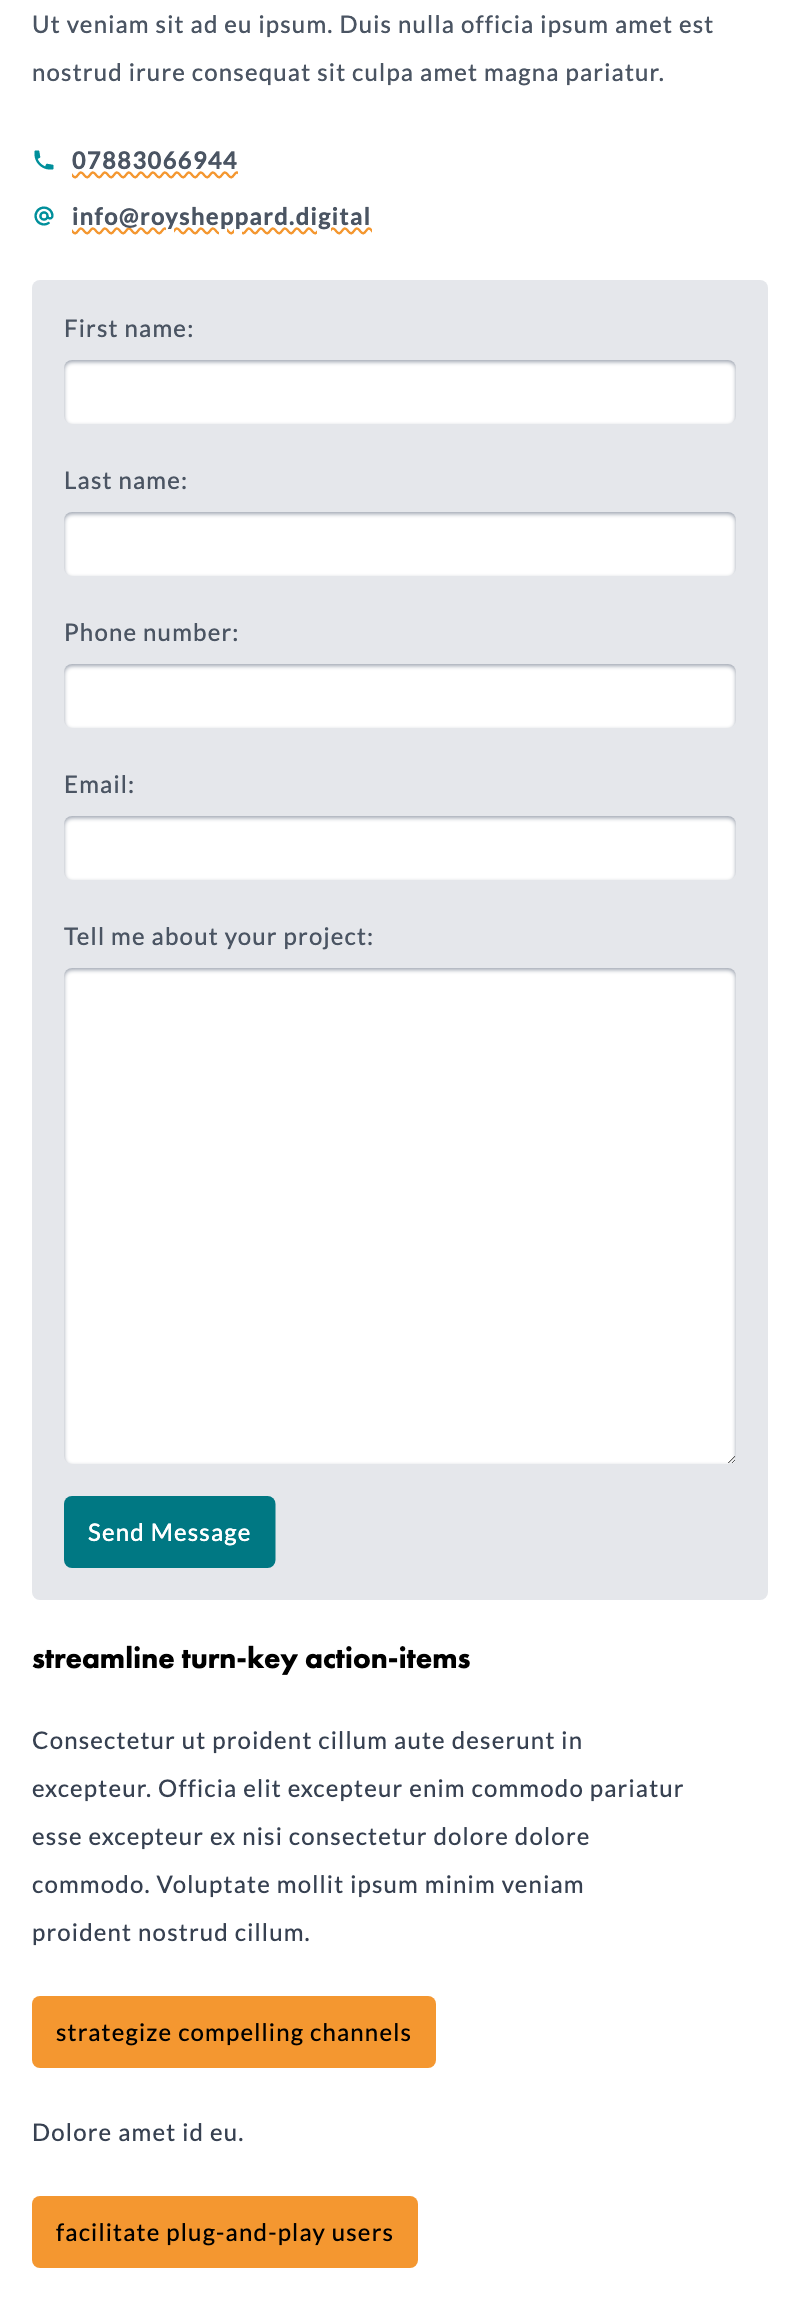 Ut veniam sit ad eu ipsum. Duis nulla officia ipsum amet est
nostrud irure consequat sit culpa amet magna pariatur.
07883066944
info@roysheppard.digital
First name:
Last name:
Phone number:
Email:
Tell me about your project:
Send Message
streamline turn-key action-items
Consectetur ut proident cillum aute deserunt in
excepteur. Officia elit excepteur enim commodo pariatur
esse excepteur ex nisi consectetur dolore dolore
commodo. Voluptate mollit ipsum minim veniam
proident nostrud cillum.
strategize compelling channels
Dolore amet id eu.
facilitate plug-and-play users